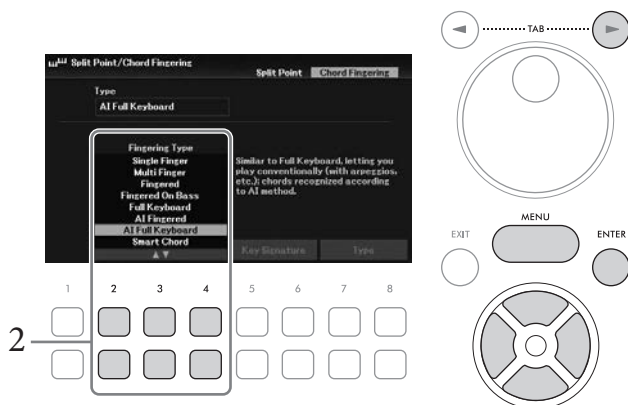 TAB
Split Point/Chord Fingering
Split Point Chord Fingering
Type
AI Full Keyboard
Fingering Type
Single Finger
Multi Finger
Fingered
Fingered On Bass
Full Keyboard
AI Fingered
AI Full Keyboard
Smart Chord
Similar to Full Keyboard, letting you
play conventionally (with arpeggios,
etc.); chords recognized according
to AI method.
Key Signature Type
EXIT
MENU
ENTER
1 2 3 4 5 6 7 8
2